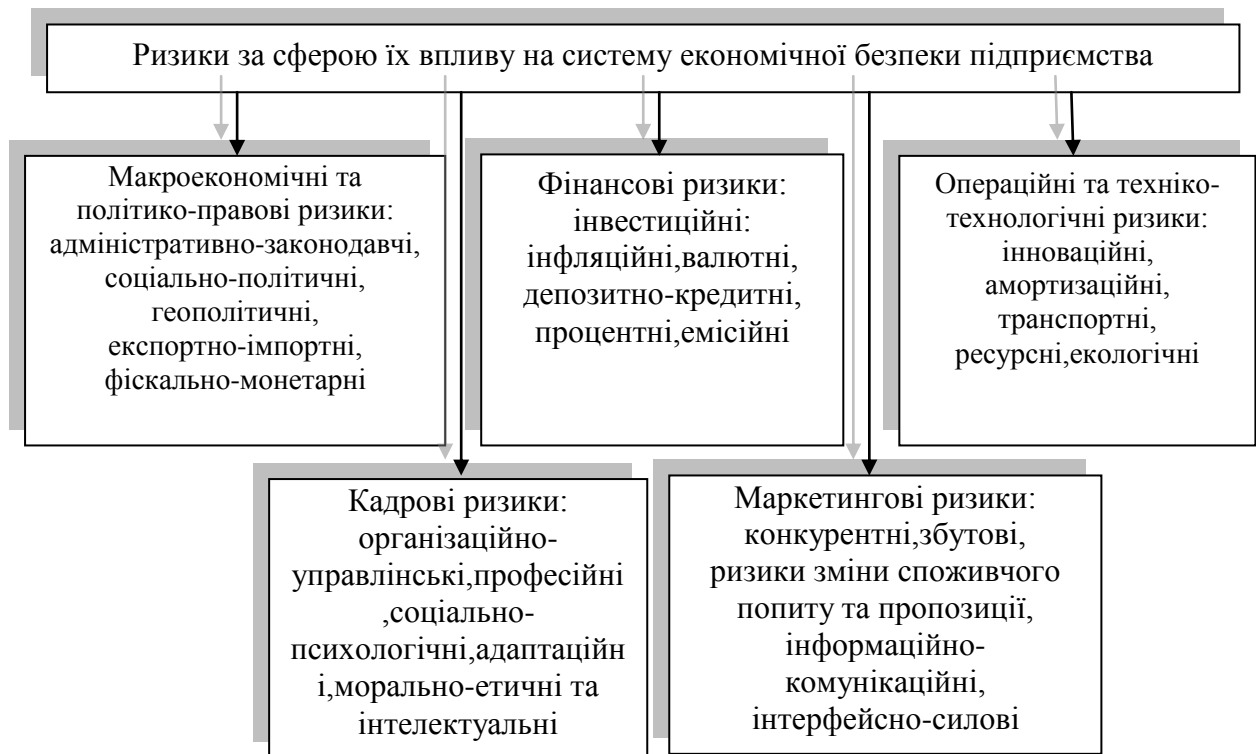 Ризики за сферою їх впливу на систему економічної безпеки підприємства
Макроекономічні та
політико-правові ризики:
адміністративно-законодавчі,
соціально-політичні,
геополітичні,
експортно-імпортні,
фіскально-монетарні
Фінансові ризики:
інвестиційні:
інфляційні,валютні,
депозитно-кредитні,
процентні,емісійні
Операційні та техніко-
технологічні ризики:
інноваційні,
амортизаційні,
транспортні,
ресурсні,екологічні
Кадрові ризики:
організаційно-
управлінські,професійні
,соціально-
психологічні,адаптаційн
і,морально-етичні та
інтелектуальні
Маркетингові ризики:
конкурентні,збутові,
ризики зміни споживчого
попиту та пропозиції,
інформаційно-
комунікаційні,
інтерфейсно-силові